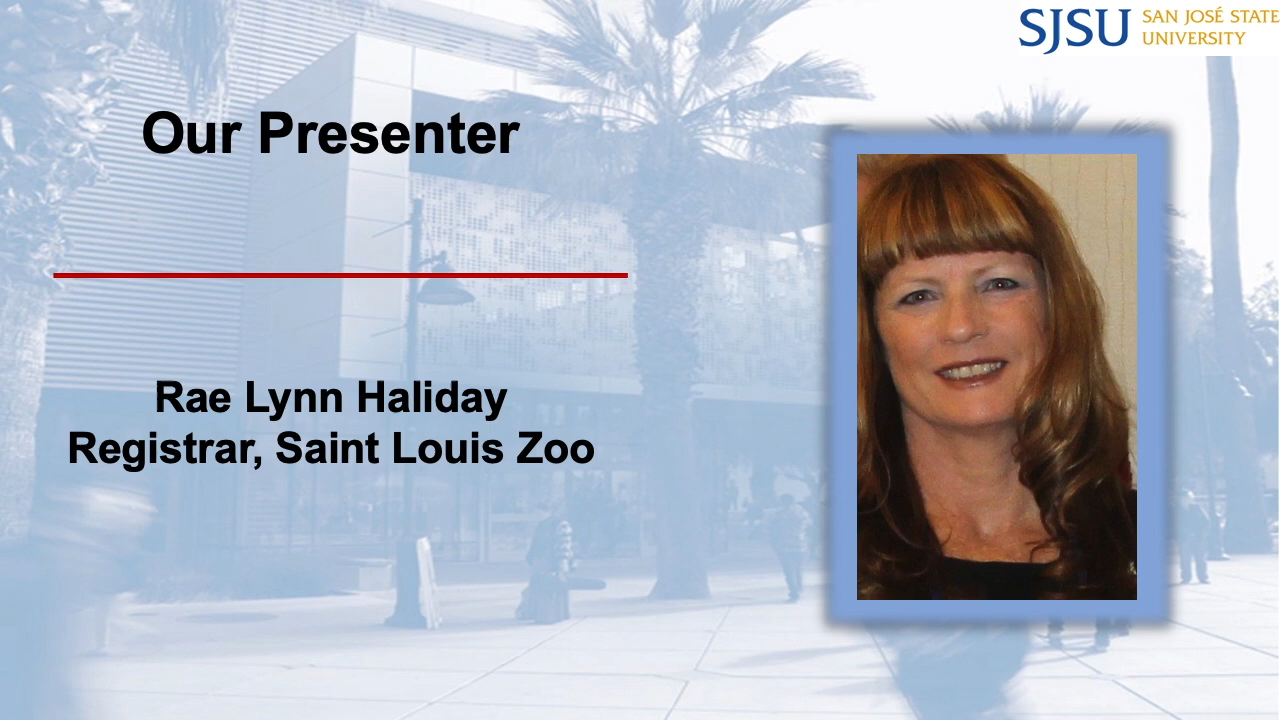 SJSU
SAN JOSÉ STATE
UNIVERSITY
Our Presenter
Rae Lynn Haliday
Registrar, Saint Louis Zoo